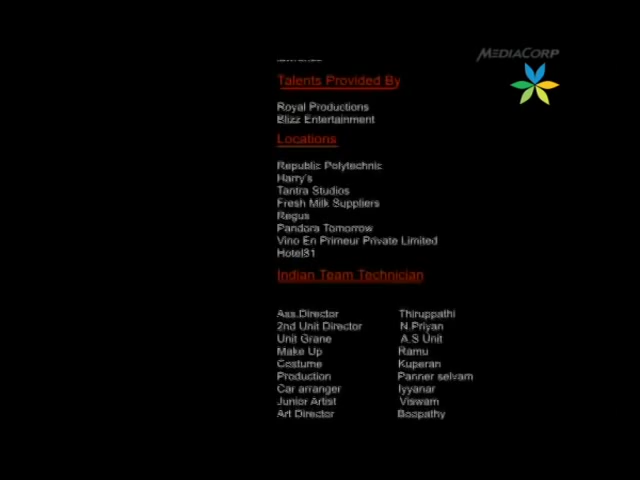 MEDIACORP
Talents Provided By
Royal Productions
Blizz Entertainment
Locations
Republic Polytechnic
Harry's
Tantra Studios
Fresh Milk Suppliers
Regus
Pandora Tomorrow
Vino En Primeur Private Limited
Hotel81
Indian Team Technician
Ass.Director Thiruppathi
2nd Unit Director N.Priyan
Unit Grane A.S Unit
Make Up Ramu
Costume Kuperan
Production Panner selvam
Car arranger Iyyanar
Junior Artist Viswam
Art Director Boopathy